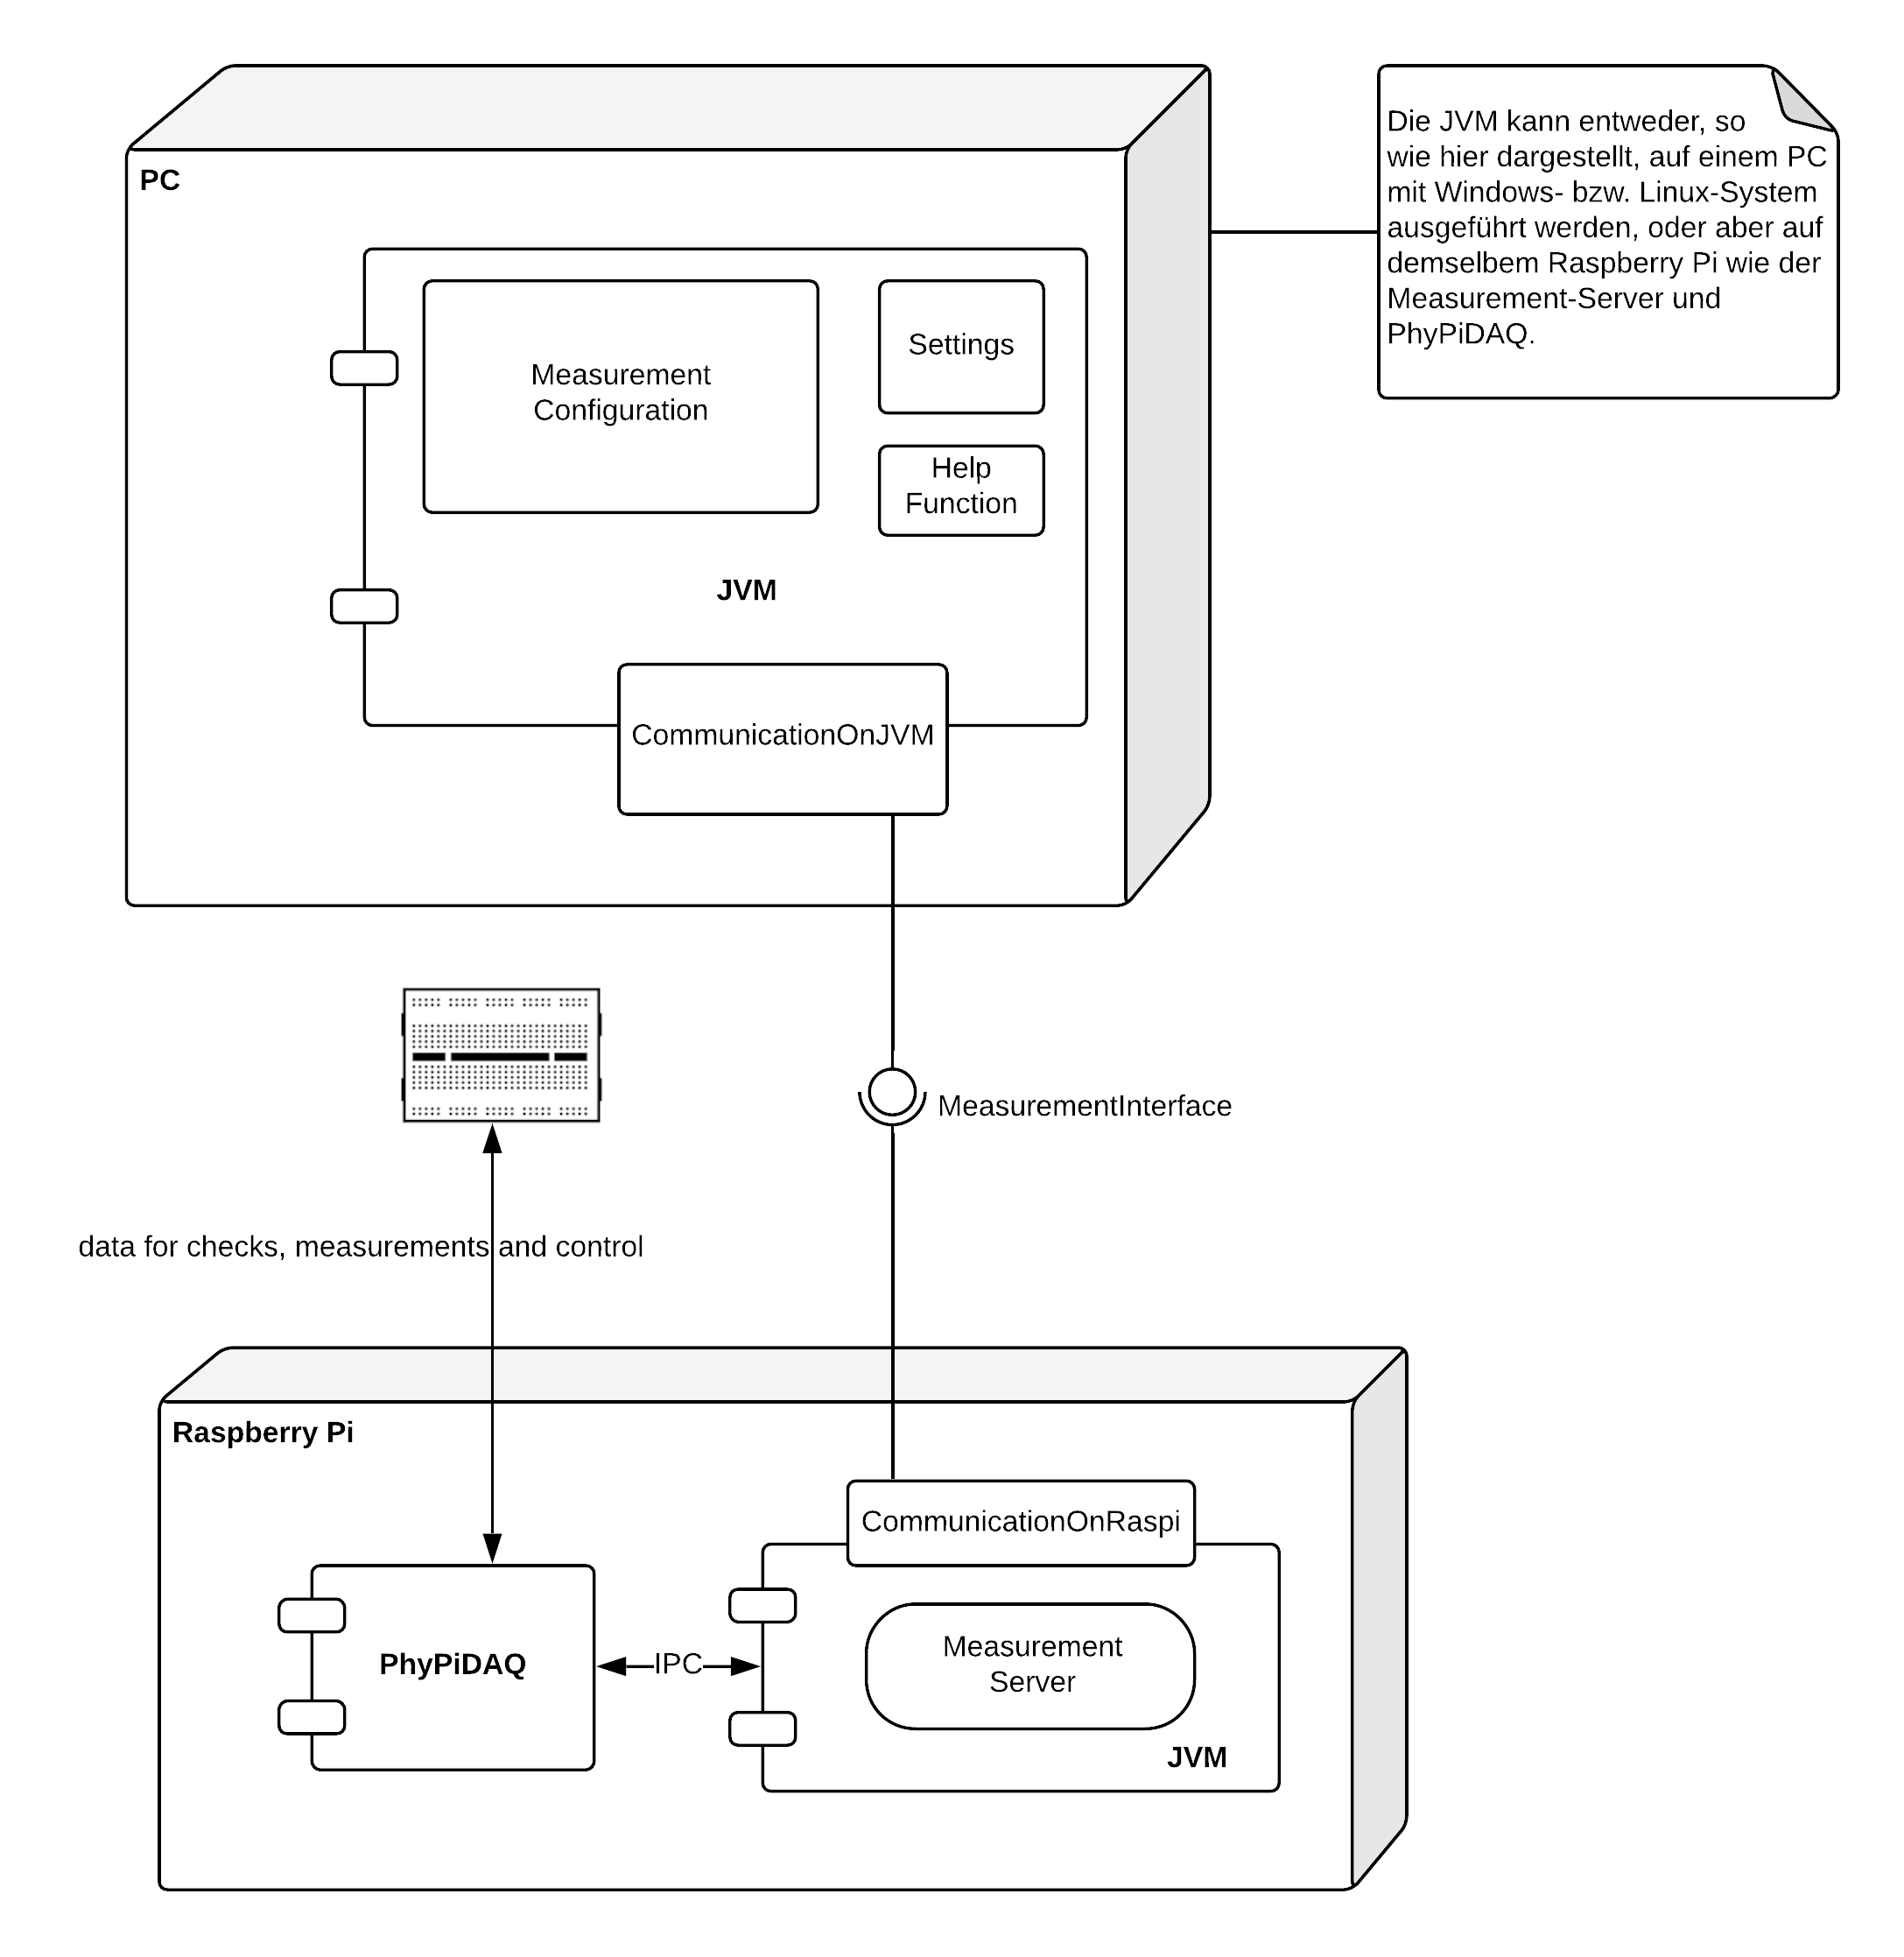 PC
Die JVM kann entweder, so
wie hier dargestellt, auf einem PC
mit Windows- bzw. Linux-System
ausgeführt werden, oder aber auf
demselbem Raspberry Pi wie der
Measurement-Server und
PhyPiDAQ.
Measurement
Configuration
Settings
Help
Function
JVM
CommunicationOnJVM
MeasurementInterface
data for checks, measurements and control
Raspberry Pi
CommunicationOnRaspi
PhyPiDAQ
IPC
Measurement
Server
JVM